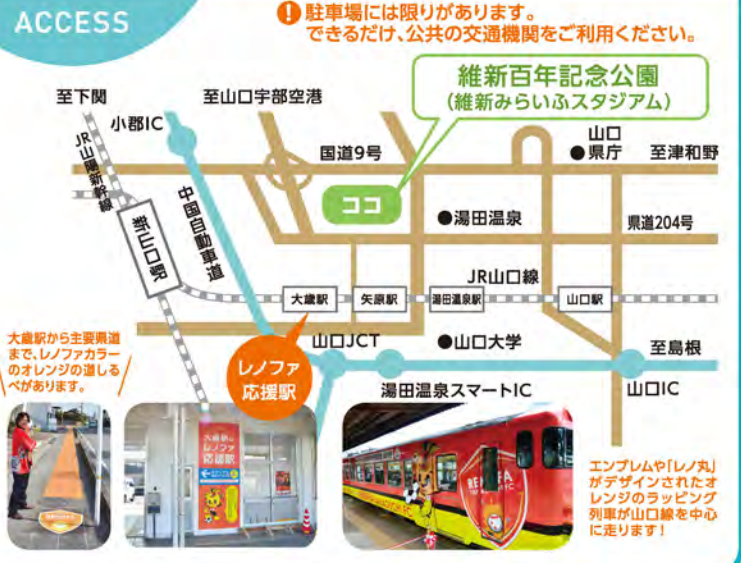 ACCESS
駐車場には限りがあります。
できるだけ、公共の交通機関をご利用ください。
維新百年記念公園
(維新みらいふスタジアム)
至下関
至山口宇部空港
小郡IC
JR山陽新幹線
国道9号
山口
県庁
至津和野
ココ
中国自動車道
新山口駅
湯田温泉
県道204号
JR山口線
大歳駅
矢原駅
湯田温泉駅
山口駅
大歳駅から主要県道
まで、レノファカラー
のオレンジの道しる
べがあります。
レノファ
応援駅
山口JCT
山口大学
至島根
湯田温泉スマートIC
山口IC
大歳駅は
レノファ
応援駅
エンブレムや「レノ丸」
がデザインされたオ
レンジのラッピング
列車が山口線を中心
に走ります!